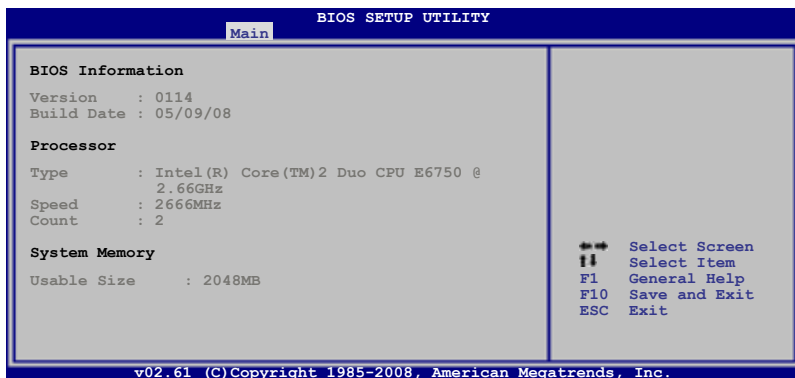 BIOS SETUP UTILITY
Main
BIOS Information
Version : 0114
Build Date : 05/09/08
Processor
Type : Intel(R) Core(TM)2 Duo CPU E6750 @
2.66GHz
Speed : 2666MHz
Count : 2
System Memory
Usable Size : 2048MB
←→ Select Screen
↑↓ Select Item
F1 General Help
F10 Save and Exit
ESC Exit
v02.61 (C)Copyright 1985-2008, American Megatrends, Inc.